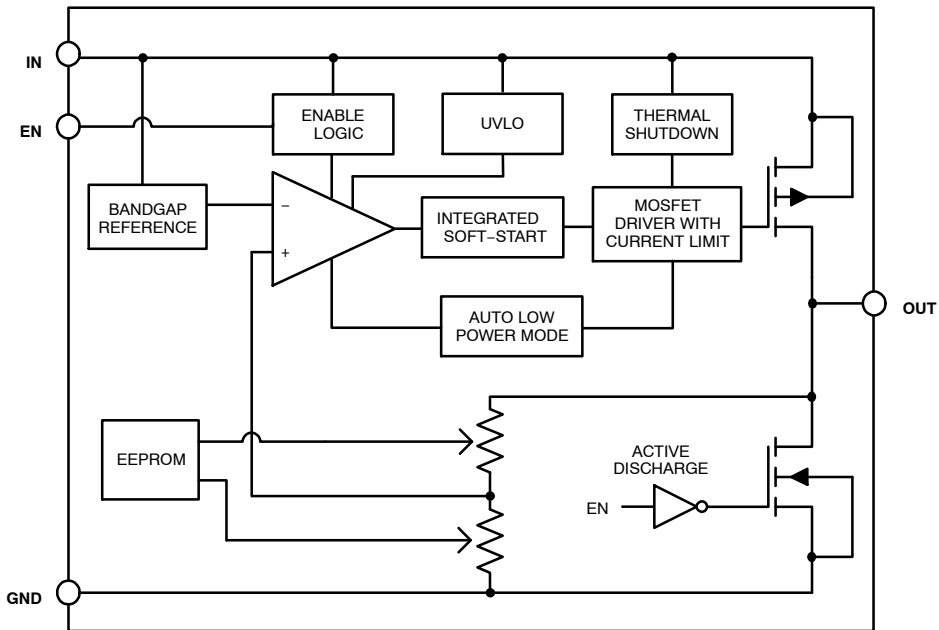 IN
EN
ENABLE
LOGIC
UVLO
THERMAL
SHUTDOWN
BANDGAP
REFERENCE
−
+
INTEGRATED
SOFT−START
MOSFET
DRIVER WITH
CURRENT LIMIT
AUTO LOW
POWER MODE
OUT
EEPROM
ACTIVE
DISCHARGE
EN
GND